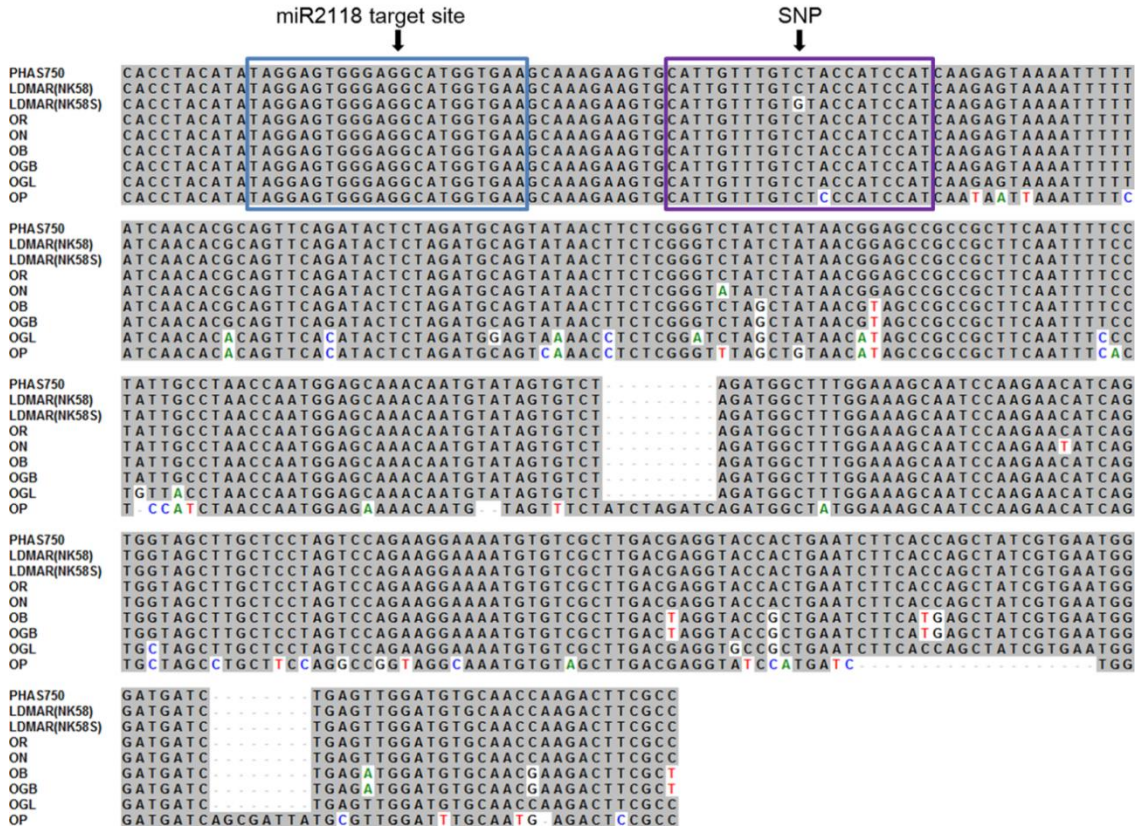 miR2118 target site SNP
PHAS750 CACCTACATATAGGAGTGGGAGGCATGGTGAAGCAAAGAAGTGCATTGTTTGTCTACCATCCATCAAGAGTAAAATTTTT
LDMAR(NK58) CACCTACATATAGGAGTGGGAGGCATGGTGAAGCAAAGAAGTGCATTGTTTGTCTACCATCCATCAAGAGTAAAATTTTT
LDMAR(NK58S) CACCTACATATAGGAGTGGGAGGCATGGTGAAGCAAAGAAGTGCATTGTTTGTGTACCATCCATCAAGAGTAAAATTTTT
OR CACCTACATATAGGAGTGGGAGGCATGGTGAAGCAAAGAAGTGCATTGTTTGTCTACCATCCATCAAGAGTAAAATTTTT
ON CACCTACATATAGGAGTGGGAGGCATGGTGAAGCAAAGAAGTGCATTGTTTGTCTACCATCCATCAAGAGTAAAATTTTT
OB CACCTACATATAGGAGTGGGAGGCATGGTGAAGCAAAGAAGTGCATTGTTTGTCTACCATCCATCAAGAGTAAAATTTTT
OGB CACCTACATATAGGAGTGGGAGGCATGGTGAAGCAAAGAAGTGCATTGTTTGTCTACCATCCATCAAGAGTAAAATTTTT
OGL CACCTACATATAGGAGTGGGAGGCATGGTGAAGCAAAGAAGTGCATTGTTTGTCTACCATCCATCAAGAGTAAAATTTTT
OP CACCTACATATAGGAGTGGGAGGCATGGTGAAGCAAAGAAGTGCATTGTTTGTCTCCCATCCATCAATAATTAAATTTTC
PHAS750 ATCAACACGCAGTTCAGATACTCTAGATGCAGTATAACTTCTCGGGTCTATCTATAACGGAGCCGCCGCTTCAATTTTCC
LDMAR(NK58) ATCAACACGCAGTTCAGATACTCTAGATGCAGTATAACTTCTCGGGTCTATCTATAACGGAGCCGCCGCTTCAATTTTCC
LDMAR(NK58S) ATCAACACGCAGTTCAGATACTCTAGATGCAGTATAACTTCTCGGGTCTATCTATAACGGAGCCGCCGCTTCAATTTTCC
OR ATCAACACGCAGTTCAGATACTCTAGATGCAGTATAACTTCTCGGGTCTATCTATAACGGAGCCGCCGCTTCAATTTTCC
ON ATCAACACGCAGTTCAGATACTCTAGATGCAGTATAACTTCTCGGGTATATCTATAACGGAGCCGCCGCTTCAATTTTCC
OB ATCAACACGCAGTTCAGATACTCTAGATGCAGTATAACTTCTCGGGTCTAGCTATAACGTAGCCGCCGCTTCAATTTTCC
OGB ATCAACACGCAGTTCAGATACTCTAGATGCAGTATAACTTCTCGGGTCTAGCTATAACGTAGCCGCCGCTTCAATTTTCC
OGL ATCAACACACAGTTCACATACTCTAGATGGAGTAAAACCTCTCGGATCTAGCTATAACATAGCCGCCGCTTCAATTTCCC
OP ATCAACACACAGTTCACATACTCTAGATGCAGTCAAACCTCTCGGGTTTAGCTGTAACATAGCCGCCGCTTCAATTTCAC
PHAS750 TATTGCCTAACCAATGGAGCAAACAATGTATAGTGTCT---------AGATGGCTTTGGAAAGCAATCCAAGAACATCAG
LDMAR(NK58) TATTGCCTAACCAATGGAGCAAACAATGTATAGTGTCT---------AGATGGCTTTGGAAAGCAATCCAAGAACATCAG
LDMAR(NK58S) TATTGCCTAACCAATGGAGCAAACAATGTATAGTGTCT---------AGATGGCTTTGGAAAGCAATCCAAGAACATCAG
OR TATTGCCTAACCAATGGAGCAAACAATGTATAGTGTCT---------AGATGGCTTTGGAAAGCAATCCAAGAACATCAG
ON TATTGCCTAACCAATGGAGCAAACAATGTATAGTGTCT---------AGATGGCTTTGGAAAGCAATCCAAGAATATCAG
OB TATTGCCTAACCAATGGAGCAAACAATGTATAGTGTCT---------AGATGGCTTTGGAAAGCAATCCAAGAACATCAG
OGB TATTGCCTAACCAATGGAGCAAACAATGTATAGTGTCT---------AGATGGCTTTGGAAAGCAATCCAAGAACATCAG
OGL TGTTACCTAACCAATGGAGCAAACAATGTATAGTGTCT---------AGATGGCTTTGGAAAGCAATCCAAGAACATCAG
OP T-CCATCTAACCAATGGAGAAAACAATG--TAGTTTCTATCTAGATCAGATGGCTATGGAAAGCAATCCAAGAACATCAG
PHAS750 TGGTAGCTTGCTCCTAGTCCAGAAGGAAAATGTGTCGCTTGACGAGGTACCACTGAATCTTCACCAGCTATCGTGAATGG
LDMAR(NK58) TGGTAGCTTGCTCCTAGTCCAGAAGGAAAATGTGTCGCTTGACGAGGTACCACTGAATCTTCACCAGCTATCGTGAATGG
LDMAR(NK58S) TGGTAGCTTGCTCCTAGTCCAGAAGGAAAATGTGTCGCTTGACGAGGTACCACTGAATCTTCACCAGCTATCGTGAATGG
OR TGGTAGCTTGCTCCTAGTCCAGAAGGAAAATGTGTCGCTTGACGAGGTACCACTGAATCTTCACCAGCTATCGTGAATGG
ON TGGTAGCTTGCTCCTAGTCCAGAAGGAAAATGTGTCGCTTGACGAGGTACCACTGAATCTTCACCAGCTATCGTGAATGG
OB TGGTAGCTTGCTCCTAGTCCAGAAGGAAAATGTGTCGCTTGACTAGGTACCGCTGAATCTTCATGAGCTATCGTGAATGG
OGB TGGTAGCTTGCTCCTAGTCCAGAAGGAAAATGTGTCGCTTGACTAGGTACCGCTGAATCTTCATGAGCTATCGTGAATGG
OGL TGCTAGCTTGCTCCTAGTCCAGAAGGAAAATGTGTCGCTTGACGAGGTGCCGCTGAATCTTCACCAGCTATCGTGAATGG
OP TGCTAGCCTGCTTCCAGGCCGGTAGGCAAATGTGTAGCTTGACGAGGTATCCATGATC-------------------TGG
PHAS750 GATGATC--------TGAGTTGGATGTGCAACCAAGACTTCGCC
LDMAR(NK58) GATGATC--------TGAGTTGGATGTGCAACCAAGACTTCGCC
LDMAR(NK58S) GATGATC--------TGAGTTGGATGTGCAACCAAGACTTCGCC
OR GATGATC--------TGAGTTGGATGTGCAACCAAGACTTCGCC
ON GATGATC--------TGAGTTGGATGTGCAACCAAGACTTCGCC
OB GATGATC--------TGAGATGGATGTGCAACGAAGACTTCGCT
OGB GATGATC--------TGAGATGGATGTGCAACGAAGACTTCGCT
OGL GATGATC--------TGAGTTGGATGTGCAACCAAGACTTCGCC
OP GATGATCAGCGATTATGCGTTGGATTTGCAATG-AGACTCCGCC